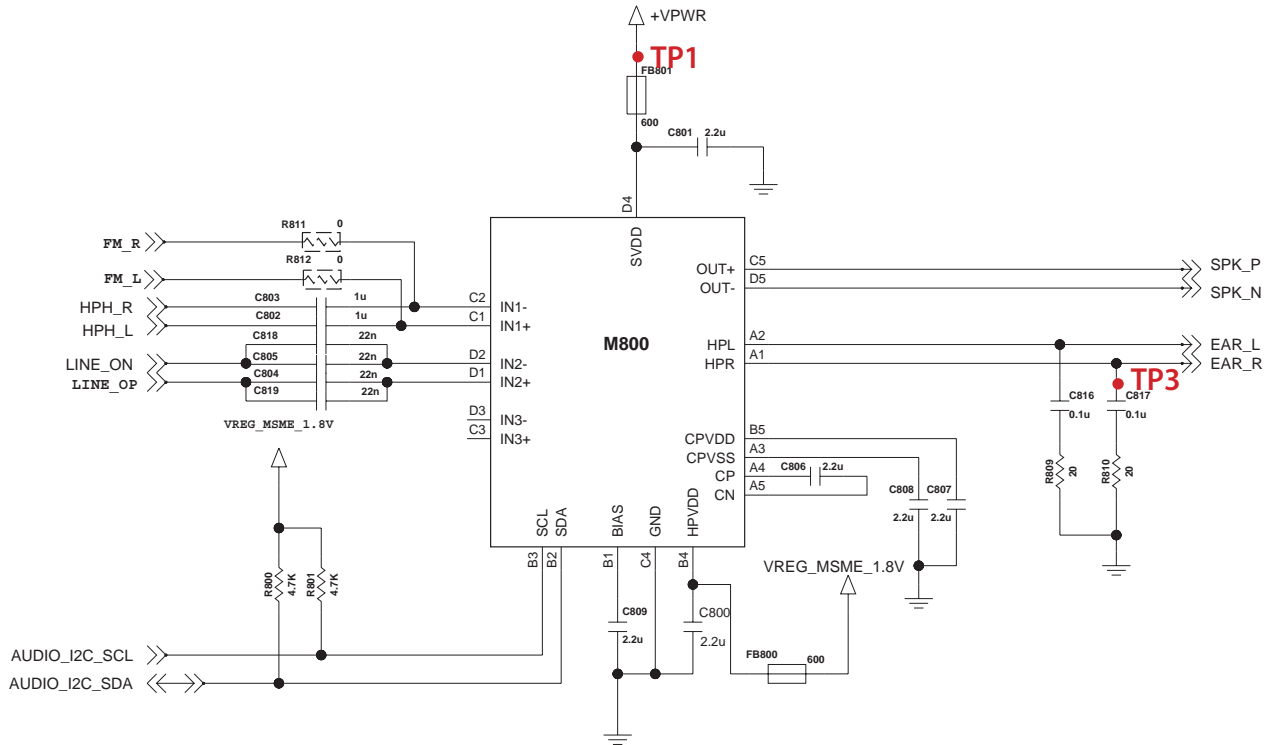 +VPWR
TP1
FB801
600
C801 2.2u
D4
SVDD
R811 0
FM_R
R812 0
FM_L
HPH_R C803 1u C2 IN1-
HPH_L C802 1u C1 IN1+
C818 22n
LINE_ON C805 22n D2 IN2-
LINE_OP C804 22n D1 IN2+
C819 22n
D3 IN3-
C3 IN3+
M800
OUT+ C5 SPK_P
OUT- D5 SPK_N
HPL A2 EAR_L
HPR A1 EAR_R
TP3
C816 0.1u
C817 0.1u
R809 20
R810 20
CPVDD B5
CPVSS A3
CP A4
CN A5
C806 2.2u
C808 2.2u
C807 2.2u
VREG_MSME_1.8V
R800 4.7K
R801 4.7K
SCL B3
SDA B2
BIAS B1
GND C4
HPVDD B4
VREG_MSME_1.8V
C809 2.2u
C800 2.2u
FB800 600
AUDIO_I2C_SCL
AUDIO_I2C_SDA